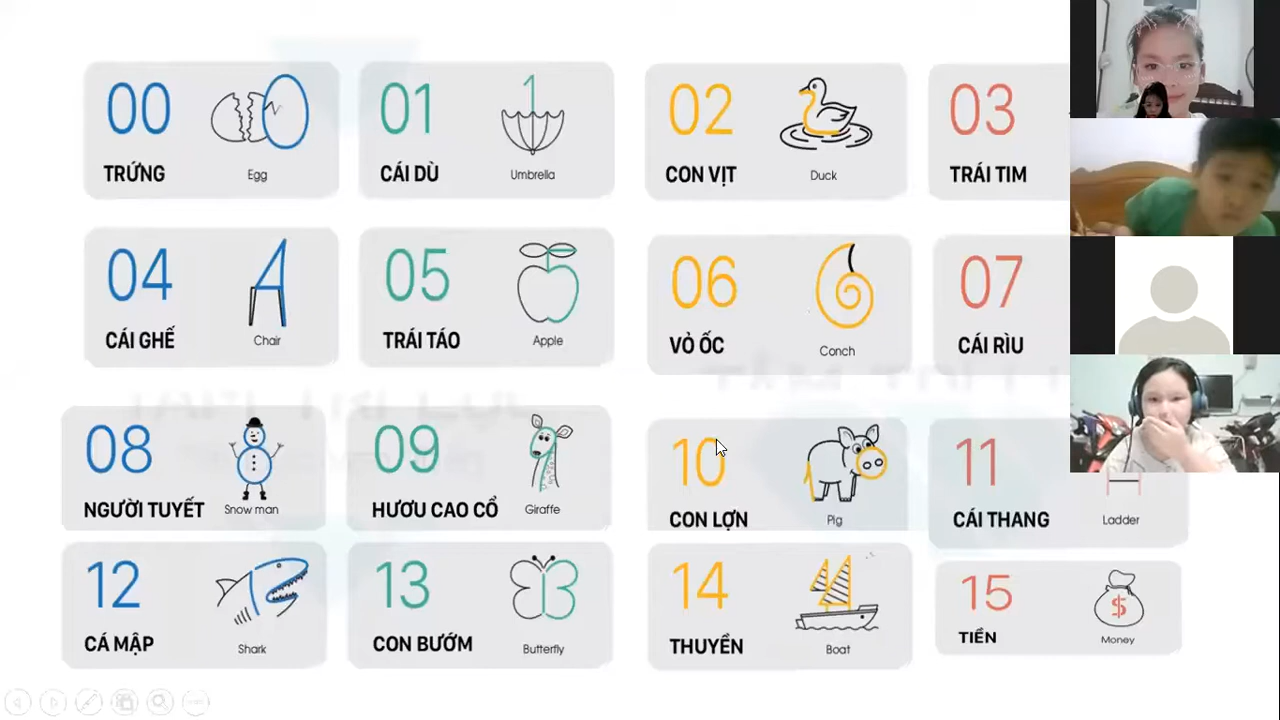 00
TRỨNG Egg
01
CÁI DÙ Umbrella
02
CON VỊT Duck
03
TRÁI TIM
04
CÁI GHẾ Chair
05
TRÁI TÁO Apple
06
VỎ ỐC Conch
07
CÁI RÌU
08
NGƯỜI TUYẾT Snow man
09
HƯƠU CAO CỔ Giraffe
10
CON LỢN Pig
11
CÁI THANG Ladder
12
CÁ MẬP Shark
13
CON BƯỚM Butterfly
14
THUYỀN Boat
15
$
TIỀN Money